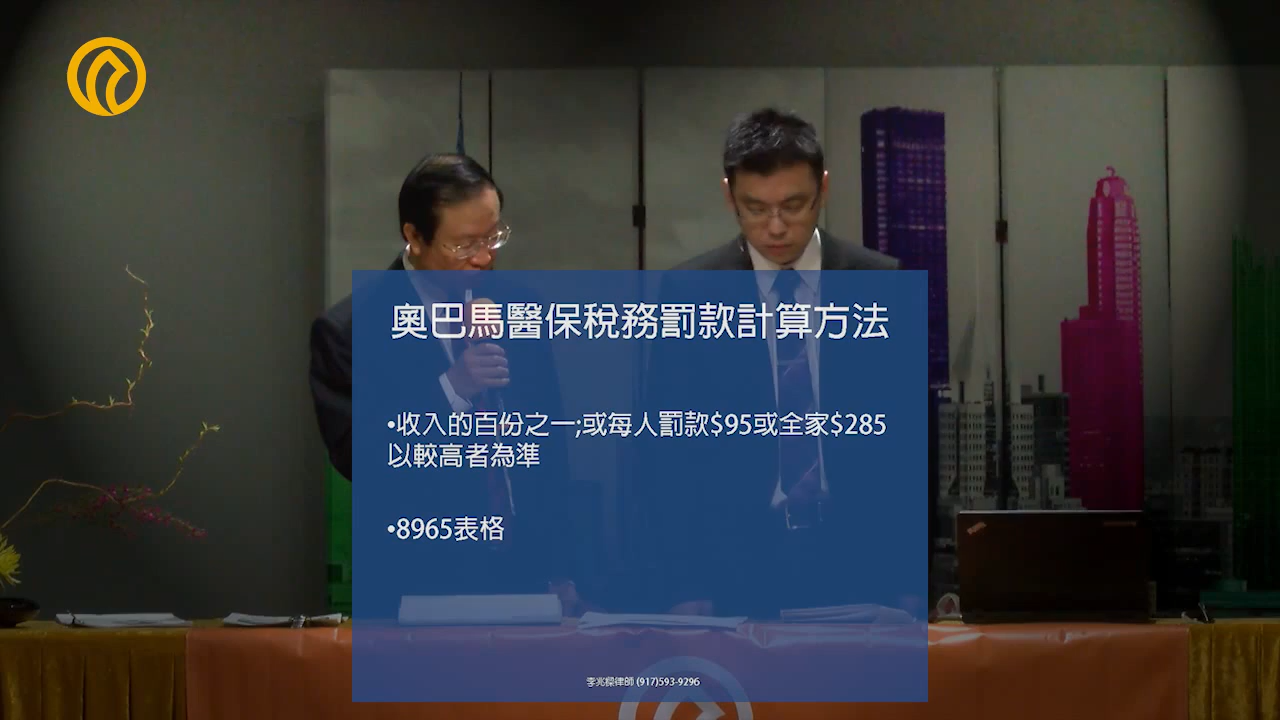 奧巴馬醫保稅務罰款計算方法
•收入的百份之一;或每人罰款$95或全家$285
以較高者為準
•8965表格
李兆樑律師 (917)593-9296